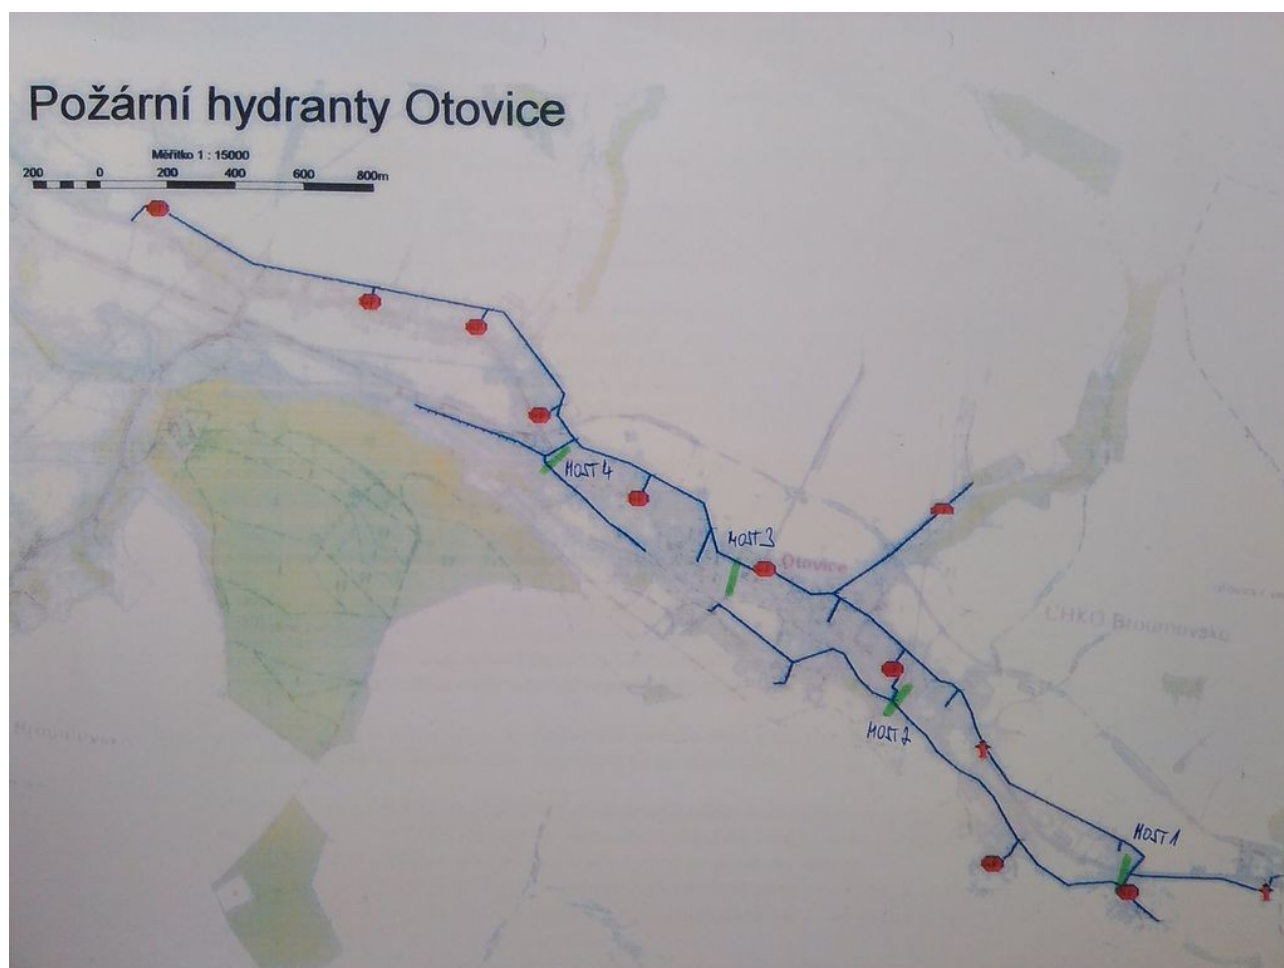 Požární hydranty Otovice
Měřítko 1 : 15000
200 0 200 400 600 800m
MOST 4
MOST 3
Otovice
CHKO Broumovsko
MOST 2
MOST 1